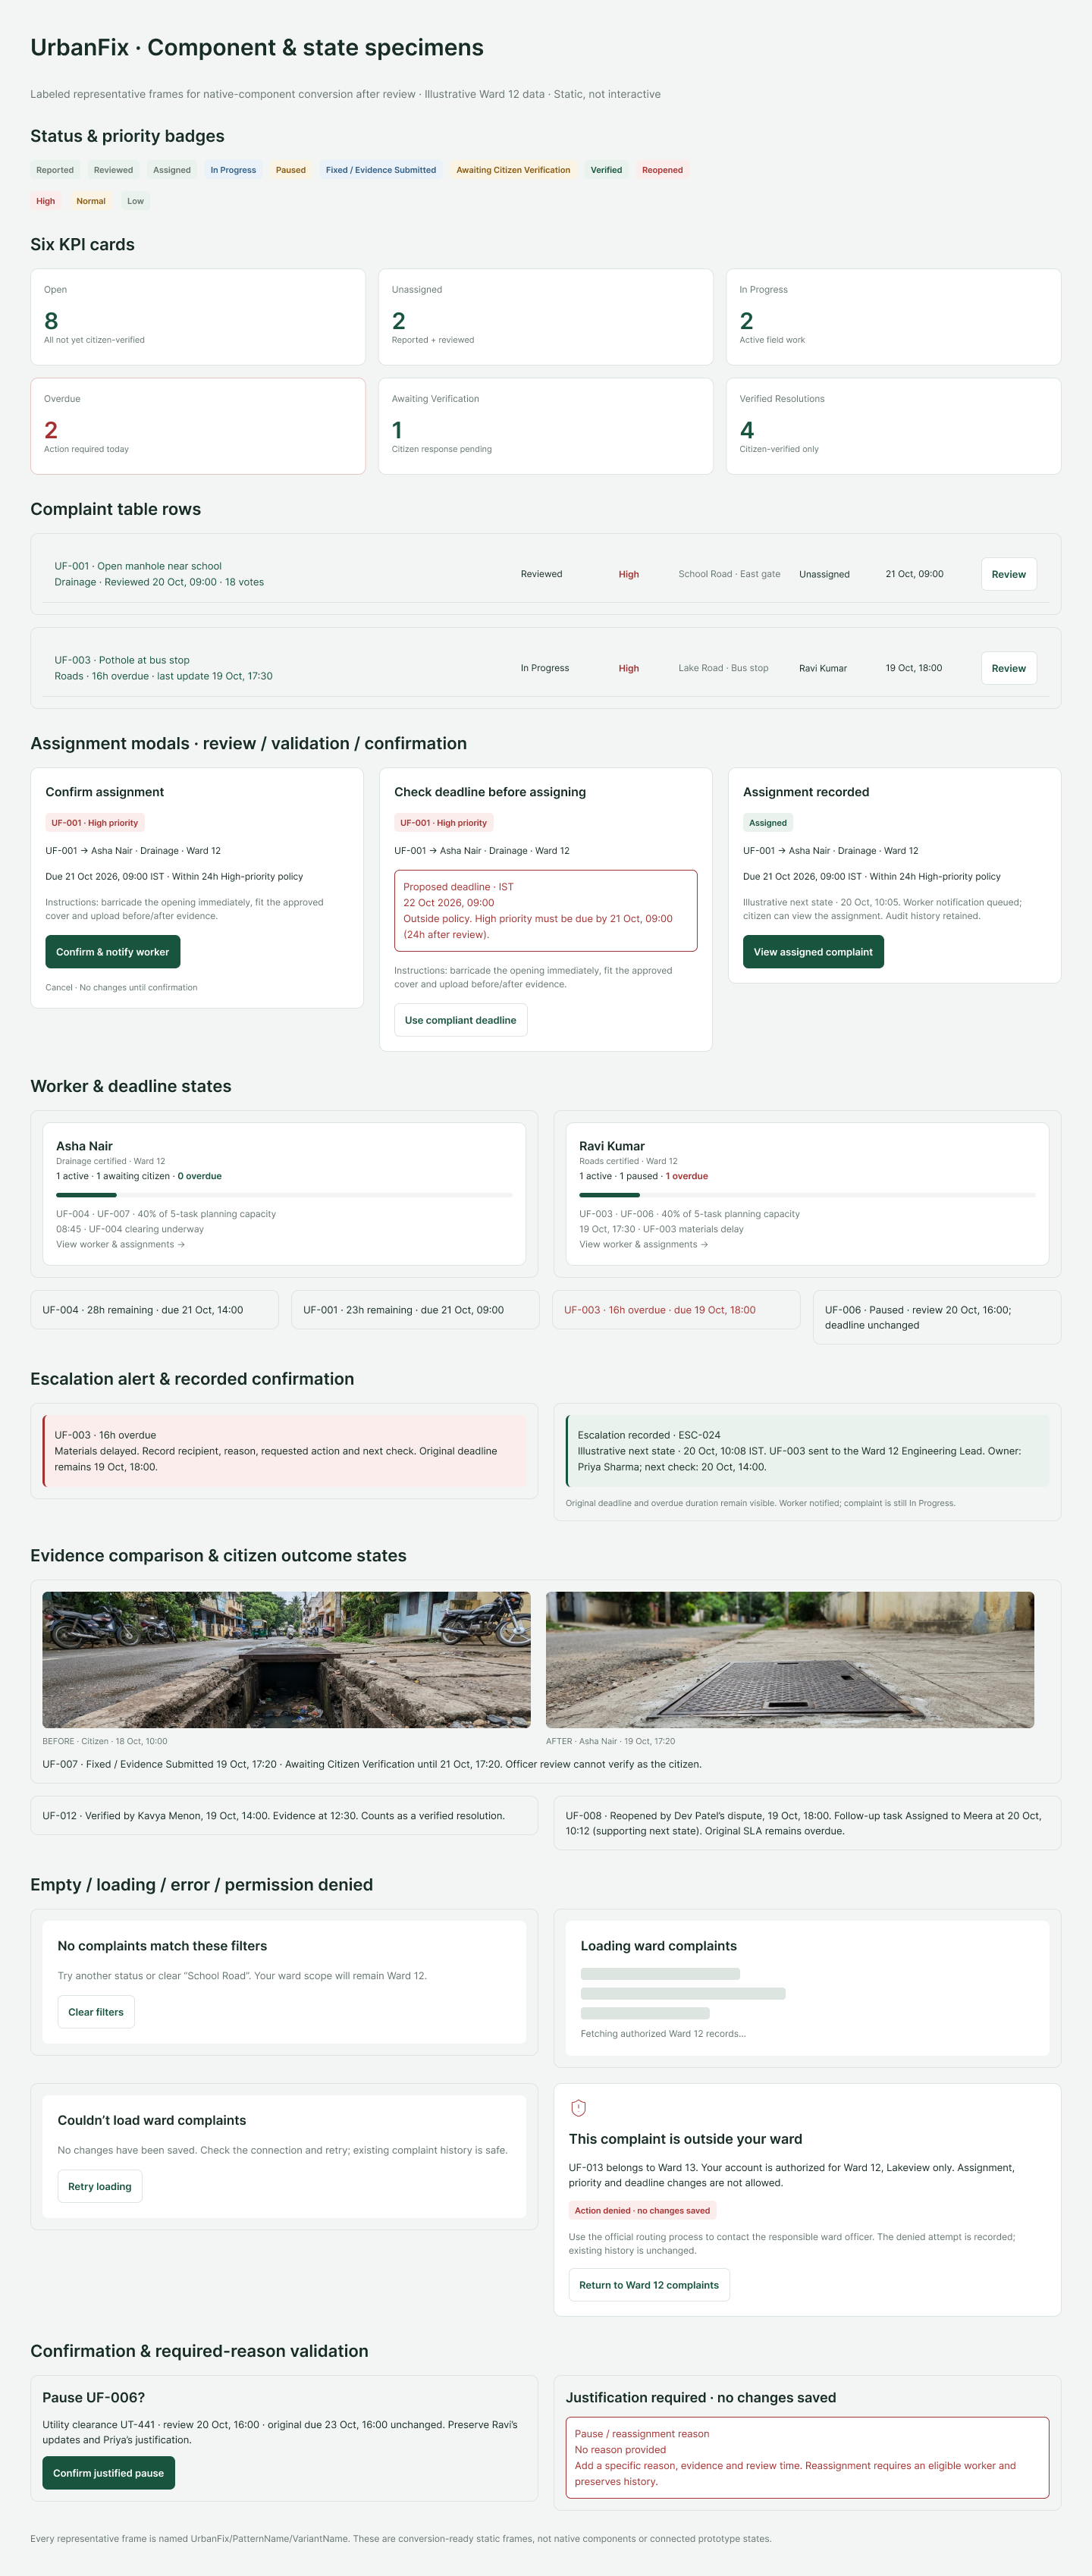 UrbanFix · Component & state specimens
Labeled representative frames for native-component conversion after review · Illustrative Ward 12 data · Static, not interactive
Status & priority badges
Reported Reviewed Assigned In Progress Paused Fixed / Evidence Submitted Awaiting Citizen Verification Verified Reopened
High Normal Low
Six KPI cards
Open
8
All not yet citizen-verified
Unassigned
2
Reported + reviewed
In Progress
2
Active field work
Overdue
2
Action required today
Awaiting Verification
1
Citizen response pending
Verified Resolutions
4
Citizen-verified only
Complaint table rows
UF-001 · Open manhole near school
Drainage · Reviewed 20 Oct, 09:00 · 18 votes
Reviewed High School Road · East gate Unassigned 21 Oct, 09:00 Review
UF-003 · Pothole at bus stop
Roads · 16h overdue · last update 19 Oct, 17:30
In Progress High Lake Road · Bus stop Ravi Kumar 19 Oct, 18:00 Review
Assignment modals · review / validation / confirmation
Confirm assignment
UF-001 · High priority
UF-001 → Asha Nair · Drainage · Ward 12
Due 21 Oct 2026, 09:00 IST · Within 24h High-priority policy
Instructions: barricade the opening immediately, fit the approved
cover and upload before/after evidence.
Confirm & notify worker
Cancel · No changes until confirmation
Check deadline before assigning
UF-001 · High priority
UF-001 → Asha Nair · Drainage · Ward 12
Proposed deadline · IST
22 Oct 2026, 09:00
Outside policy. High priority must be due by 21 Oct, 09:00
(24h after review).
Instructions: barricade the opening immediately, fit the approved
cover and upload before/after evidence.
Use compliant deadline
Assignment recorded
Assigned
UF-001 → Asha Nair · Drainage · Ward 12
Due 21 Oct 2026, 09:00 IST · Within 24h High-priority policy
Illustrative next state · 20 Oct, 10:05. Worker notification queued;
citizen can view the assignment. Audit history retained.
View assigned complaint
Worker & deadline states
Asha Nair
Drainage certified · Ward 12
1 active · 1 awaiting citizen · 0 overdue
UF-004 · UF-007 · 40% of 5-task planning capacity
08:45 · UF-004 clearing underway
View worker & assignments →
Ravi Kumar
Roads certified · Ward 12
1 active · 1 paused · 1 overdue
UF-003 · UF-006 · 40% of 5-task planning capacity
19 Oct, 17:30 · UF-003 materials delay
View worker & assignments →
UF-004 · 28h remaining · due 21 Oct, 14:00
UF-001 · 23h remaining · due 21 Oct, 09:00
UF-003 · 16h overdue · due 19 Oct, 18:00
UF-006 · Paused · review 20 Oct, 16:00;
deadline unchanged
Escalation alert & recorded confirmation
UF-003 · 16h overdue
Materials delayed. Record recipient, reason, requested action and next check. Original deadline
remains 19 Oct, 18:00.
Escalation recorded · ESC-024
Illustrative next state · 20 Oct, 10:08 IST. UF-003 sent to the Ward 12 Engineering Lead. Owner:
Priya Sharma; next check: 20 Oct, 14:00.
Original deadline and overdue duration remain visible. Worker notified; complaint is still In Progress.
Evidence comparison & citizen outcome states
BEFORE · Citizen · 18 Oct, 10:00
AFTER · Asha Nair · 19 Oct, 17:20
UF-007 · Fixed / Evidence Submitted 19 Oct, 17:20 · Awaiting Citizen Verification until 21 Oct, 17:20. Officer review cannot verify as the citizen.
UF-012 · Verified by Kavya Menon, 19 Oct, 14:00. Evidence at 12:30. Counts as a verified resolution.
UF-008 · Reopened by Dev Patel’s dispute, 19 Oct, 18:00. Follow-up task Assigned to Meera at 20 Oct,
10:12 (supporting next state). Original SLA remains overdue.
Empty / loading / error / permission denied
No complaints match these filters
Try another status or clear “School Road”. Your ward scope will remain Ward 12.
Clear filters
Loading ward complaints
Fetching authorized Ward 12 records...
Couldn’t load ward complaints
No changes have been saved. Check the connection and retry; existing complaint history is safe.
Retry loading
This complaint is outside your ward
UF-013 belongs to Ward 13. Your account is authorized for Ward 12, Lakeview only. Assignment,
priority and deadline changes are not allowed.
Action denied · no changes saved
Use the official routing process to contact the responsible ward officer. The denied attempt is recorded;
existing history is unchanged.
Return to Ward 12 complaints
Confirmation & required-reason validation
Pause UF-006?
Utility clearance UT-441 · review 20 Oct, 16:00 · original due 23 Oct, 16:00 unchanged. Preserve Ravi’s
updates and Priya’s justification.
Confirm justified pause
Justification required · no changes saved
Pause / reassignment reason
No reason provided
Add a specific reason, evidence and review time. Reassignment requires an eligible worker and
preserves history.
Every representative frame is named UrbanFix/PatternName/VariantName. These are conversion-ready static frames, not native components or connected prototype states.